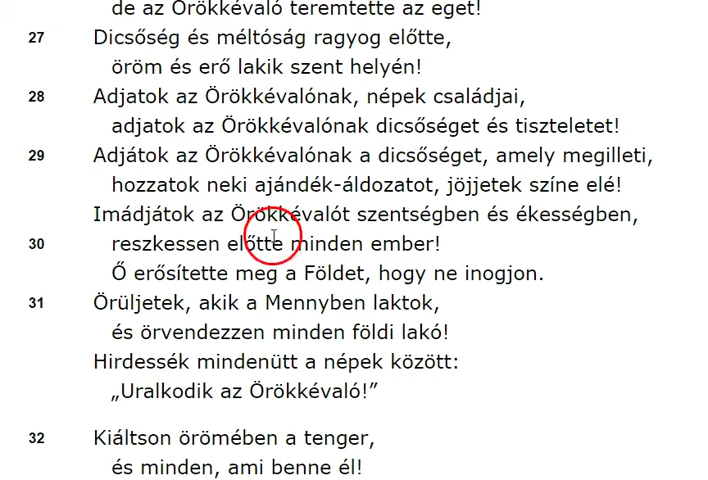 de az Örökkévaló teremtette az eget!
27 Dicsőség és méltóság ragyog előtte,
öröm és erő lakik szent helyén!
28 Adjatok az Örökkévalónak, népek családjai,
adjatok az Örökkévalónak dicsőséget és tiszteletet!
29 Adjátok az Örökkévalónak a dicsőséget, amely megilleti,
hozzatok neki ajándék-áldozatot, jöjjetek színe elé!
Imádjátok az Örökkévalót szentségben és ékességben,
30 reszkessen előtte minden ember!
Ő erősítette meg a Földet, hogy ne inogjon.
31 Örüljetek, akik a Mennyben laktok,
és örvendezzen minden földi lakó!
Hirdessék mindenütt a népek között:
„Uralkodik az Örökkévaló!”
32 Kiáltson örömében a tenger,
és minden, ami benne él!